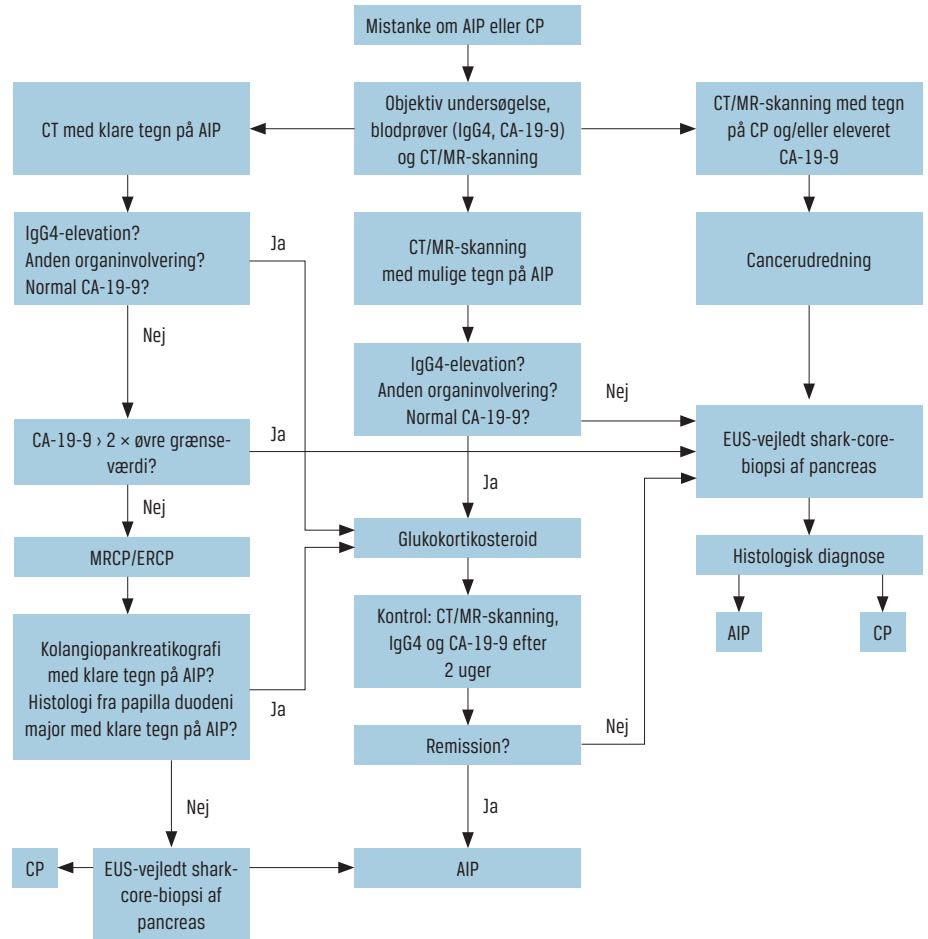 Mistanke om AIP eller CP
CT med klare tegn på AIP
Objektiv undersøgelse,
blodprøver (IgG4, CA-19-9)
og CT/MR-skanning
CT/MR-skanning med tegn
på CP og/eller eleveret
CA-19-9
IgG4-elevation?
Anden organinvolvering?
Normal CA-19-9?
Ja
Nej
CT/MR-skanning
med mulige tegn på AIP
Cancerudredning
IgG4-elevation?
Anden organinvolvering?
Normal CA-19-9?
Nej
Ja
CA-19-9 › 2 × øvre grænse-
værdi?
Ja
Nej
EUS-vejledt shark-core-
biopsi af pancreas
MRCP/ERCP
Glukokortikosteroid
Histologisk diagnose
AIP
CP
Kolangiopankreatikografi
med klare tegn på AIP?
Histologi fra papilla duodeni
major med klare tegn på AIP?
Ja
Nej
Kontrol: CT/MR-skanning,
IgG4 og CA-19-9 efter
2 uger
Remission?
Nej
Ja
CP
EUS-vejledt shark-
core-biopsi af
pancreas
AIP